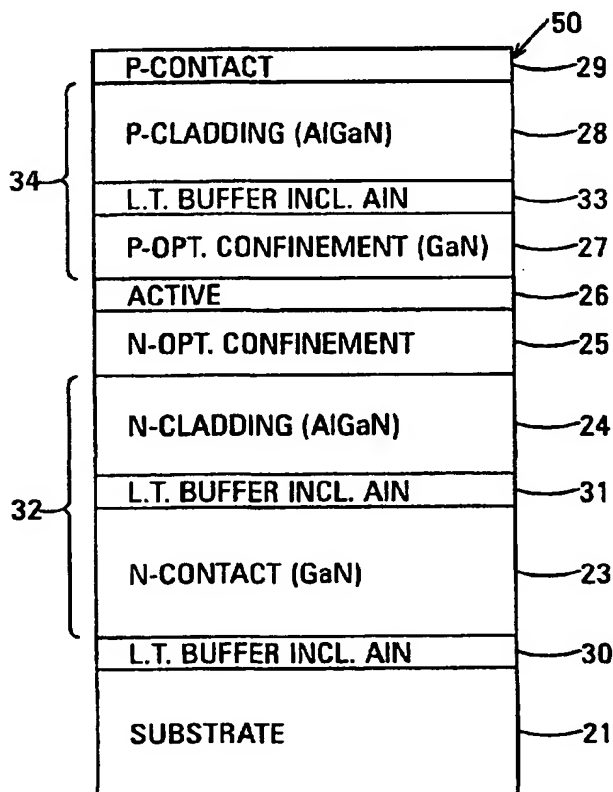 50
P-CONTACT 29
P-CLADDING (AlGaN) 28
34
L.T. BUFFER INCL. AlN 33
P-OPT. CONFINEMENT (GaN) 27
ACTIVE 26
N-OPT. CONFINEMENT 25
N-CLADDING (AlGaN) 24
L.T. BUFFER INCL. AlN 31
32
N-CONTACT (GaN) 23
L.T. BUFFER INCL. AlN 30
SUBSTRATE 21